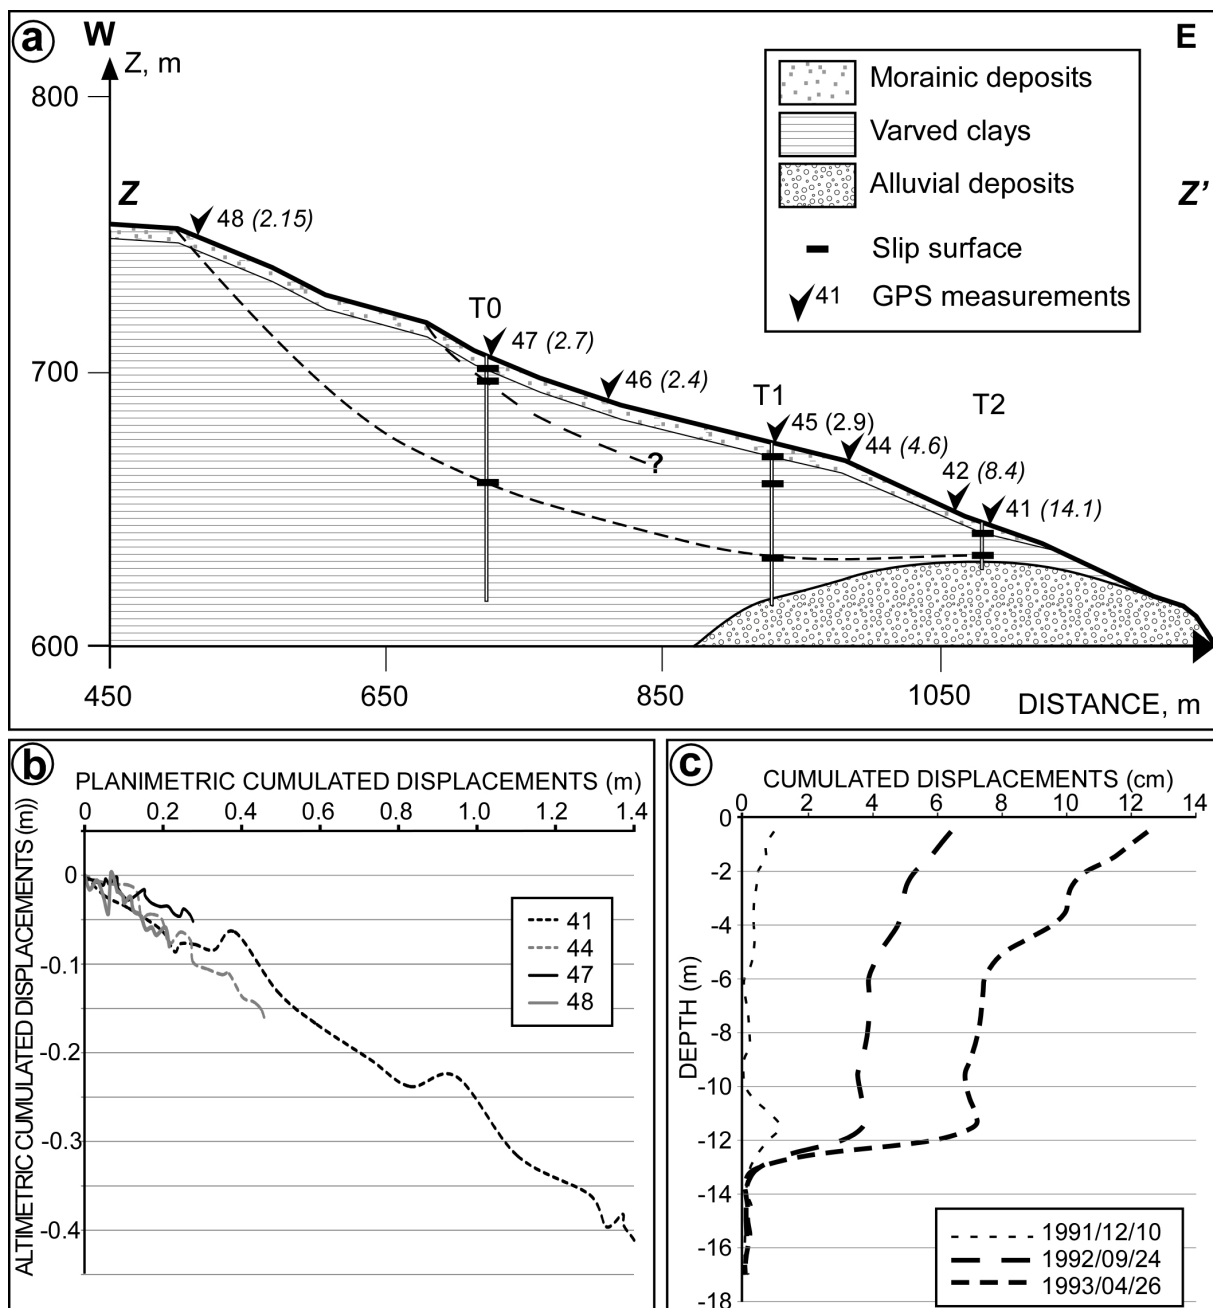 a
W
E
Z, m
800
700
600
Z
Z’
Morainic deposits
Varved clays
Alluvial deposits
Slip surface
41 GPS measurements
48 (2.15)
T0
47 (2.7)
46 (2.4)
T1
45 (2.9)
T2
44 (4.6)
42 (8.4)
41 (14.1)
?
450 650 850 1050
DISTANCE, m
b
PLANIMETRIC CUMULATED DISPLACEMENTS (m)
0 0.2 0.4 0.6 0.8 1.0 1.2 1.4
ALTIMETRIC CUMULATED DISPLACEMENTS (m))
0
-0.1
-0.2
-0.3
-0.4
41
44
47
48
c
CUMULATED DISPLACEMENTS (cm)
0 2 4 6 8 10 12 14
DEPTH (m)
0
-2
-4
-6
-8
-10
-12
-14
-16
-18
1991/12/10
1992/09/24
1993/04/26